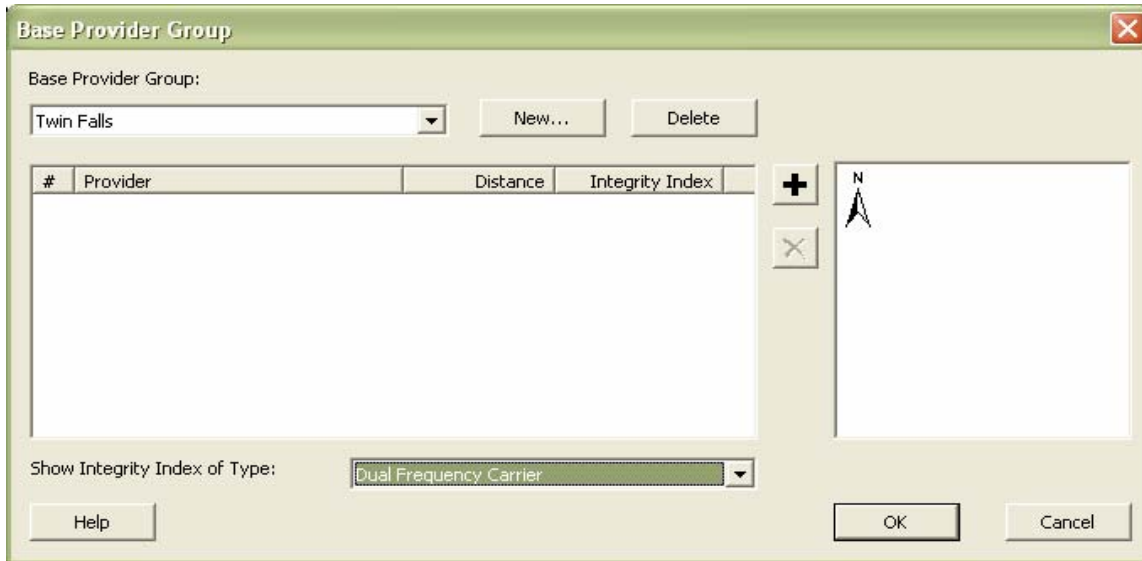 Base Provider Group
Base Provider Group:
Twin Falls
New...
Delete
# Provider Distance Integrity Index
N
Show Integrity Index of Type:
Dual Frequency Carrier
Help
OK
Cancel